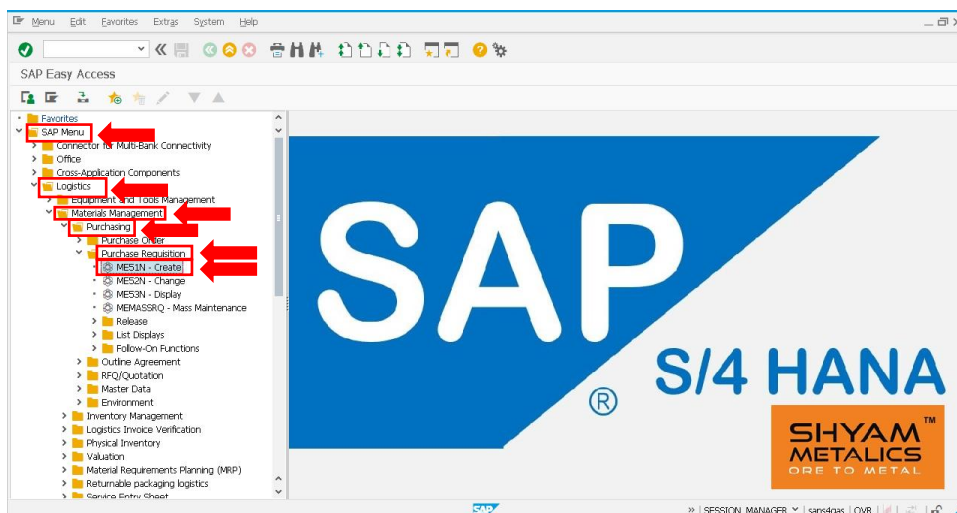 Menu Edit Favorites Extras System Help
SAP Easy Access
Favorites
SAP Menu
Connector for Multi-Bank Connectivity
Office
Cross-Application Components
Logistics
Equipment and Tools Management
Materials Management
Purchasing
Purchase Order
Purchase Requisition
ME51N - Create
ME52N - Change
ME53N - Display
MEMASSRQ - Mass Maintenance
Release
List Displays
Follow-On Functions
Outline Agreement
RFQ/Quotation
Master Data
Environment
Inventory Management
Logistics Invoice Verification
Physical Inventory
Valuation
Material Requirements Planning (MRP)
Returnable packaging logistics
Service Entry Sheet
SAP
®
S/4 HANA
SHYAM™
METALICS
ORE TO METAL
SAP
SESSION_MANAGER sans4qas OVR